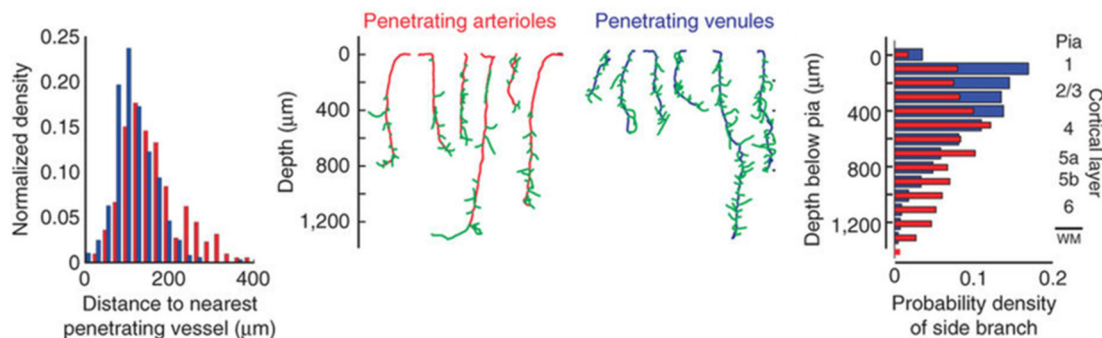 Normalized density
0.25
0.20
0.15
0.10
0.05
0
0 200 400
Distance to nearest
penetrating vessel (μm)
Penetrating arterioles
Penetrating venules
Depth (μm)
0
400
800
1,200
Depth below pia (μm)
0
400
800
1,200
0 0.1 0.2
Probability density
of side branch
Pia
1
2/3
4
5a
5b
6
WM
Cortical layer